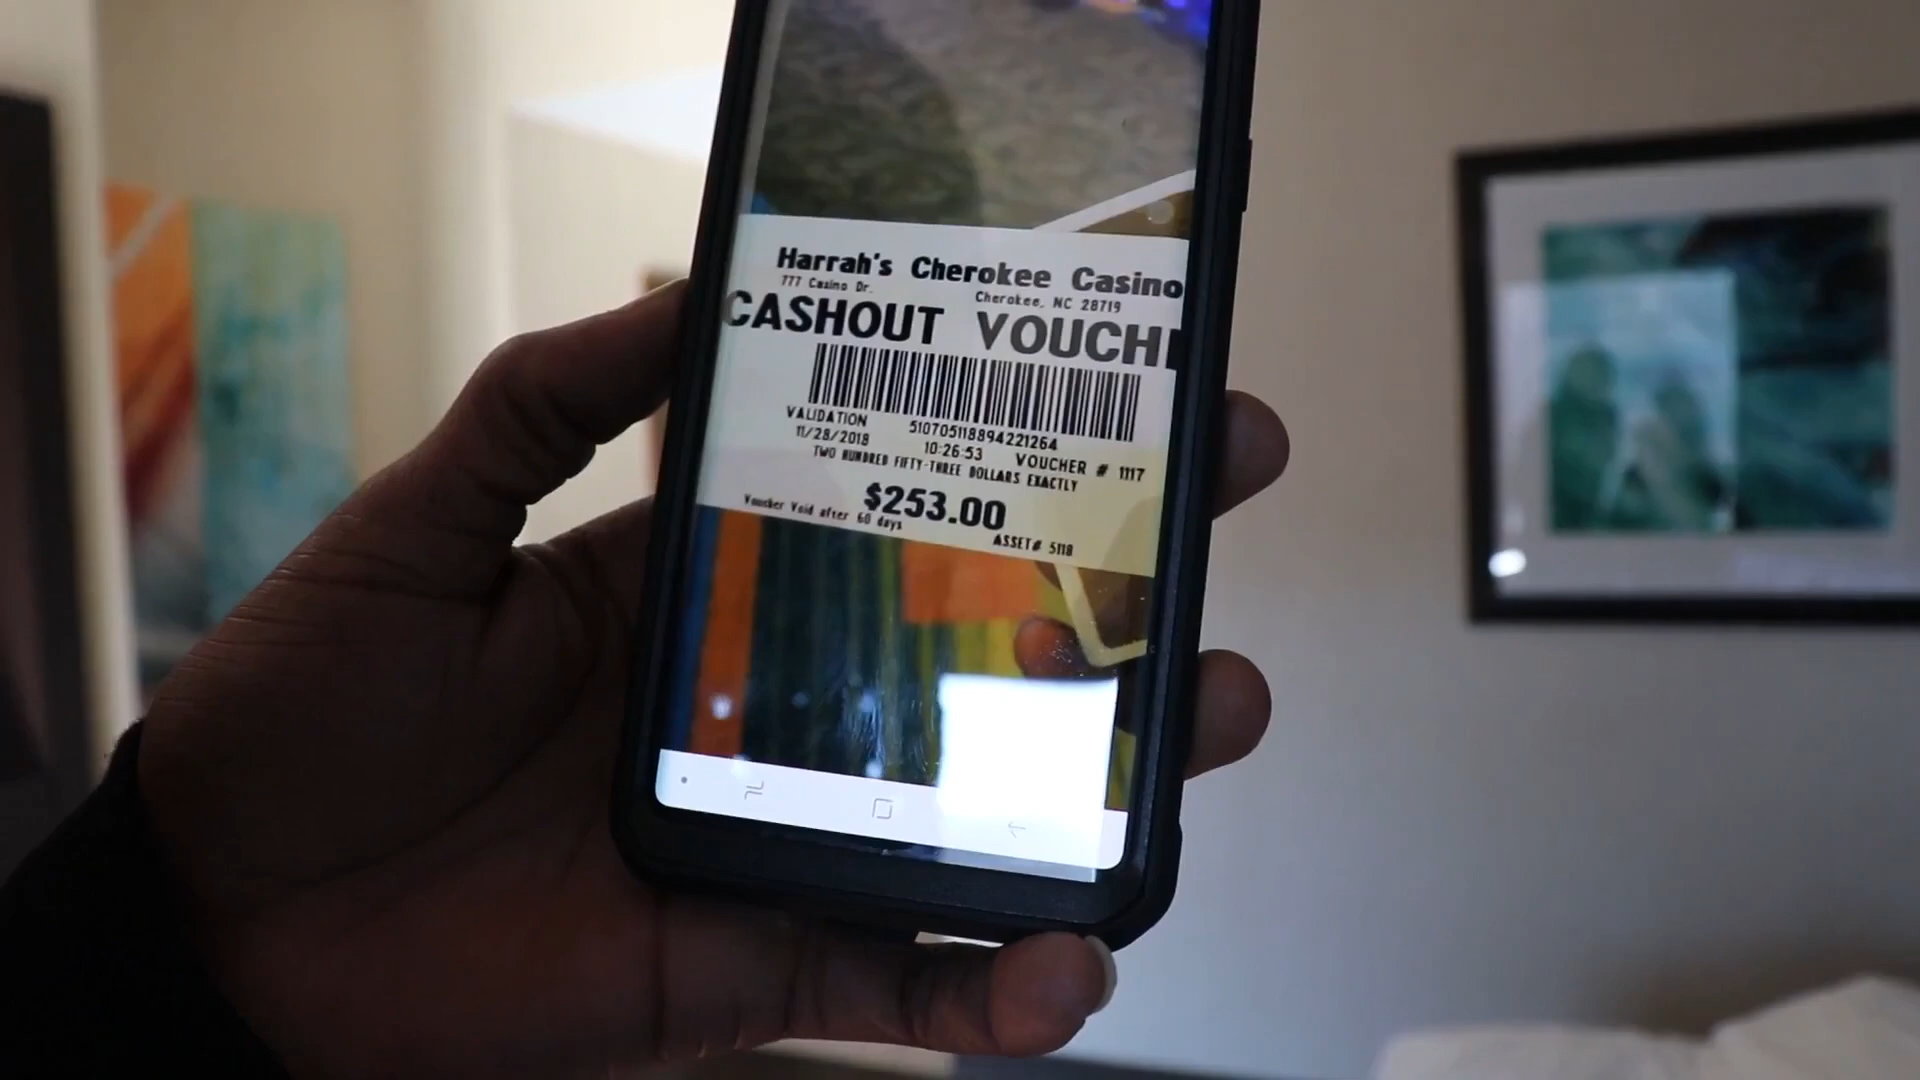 Harrah's Cherokee Casino
777 Casino Dr. Cherokee, NC 28719
CASHOUT VOUCH
VALIDATION 510705118894221264
11/28/2018 10:26:53 VOUCHER # 1117
TWO HUNDRED FIFTY-THREE DOLLARS EXACTLY
$253.00
Voucher Void after 60 days
ASSET# 5118